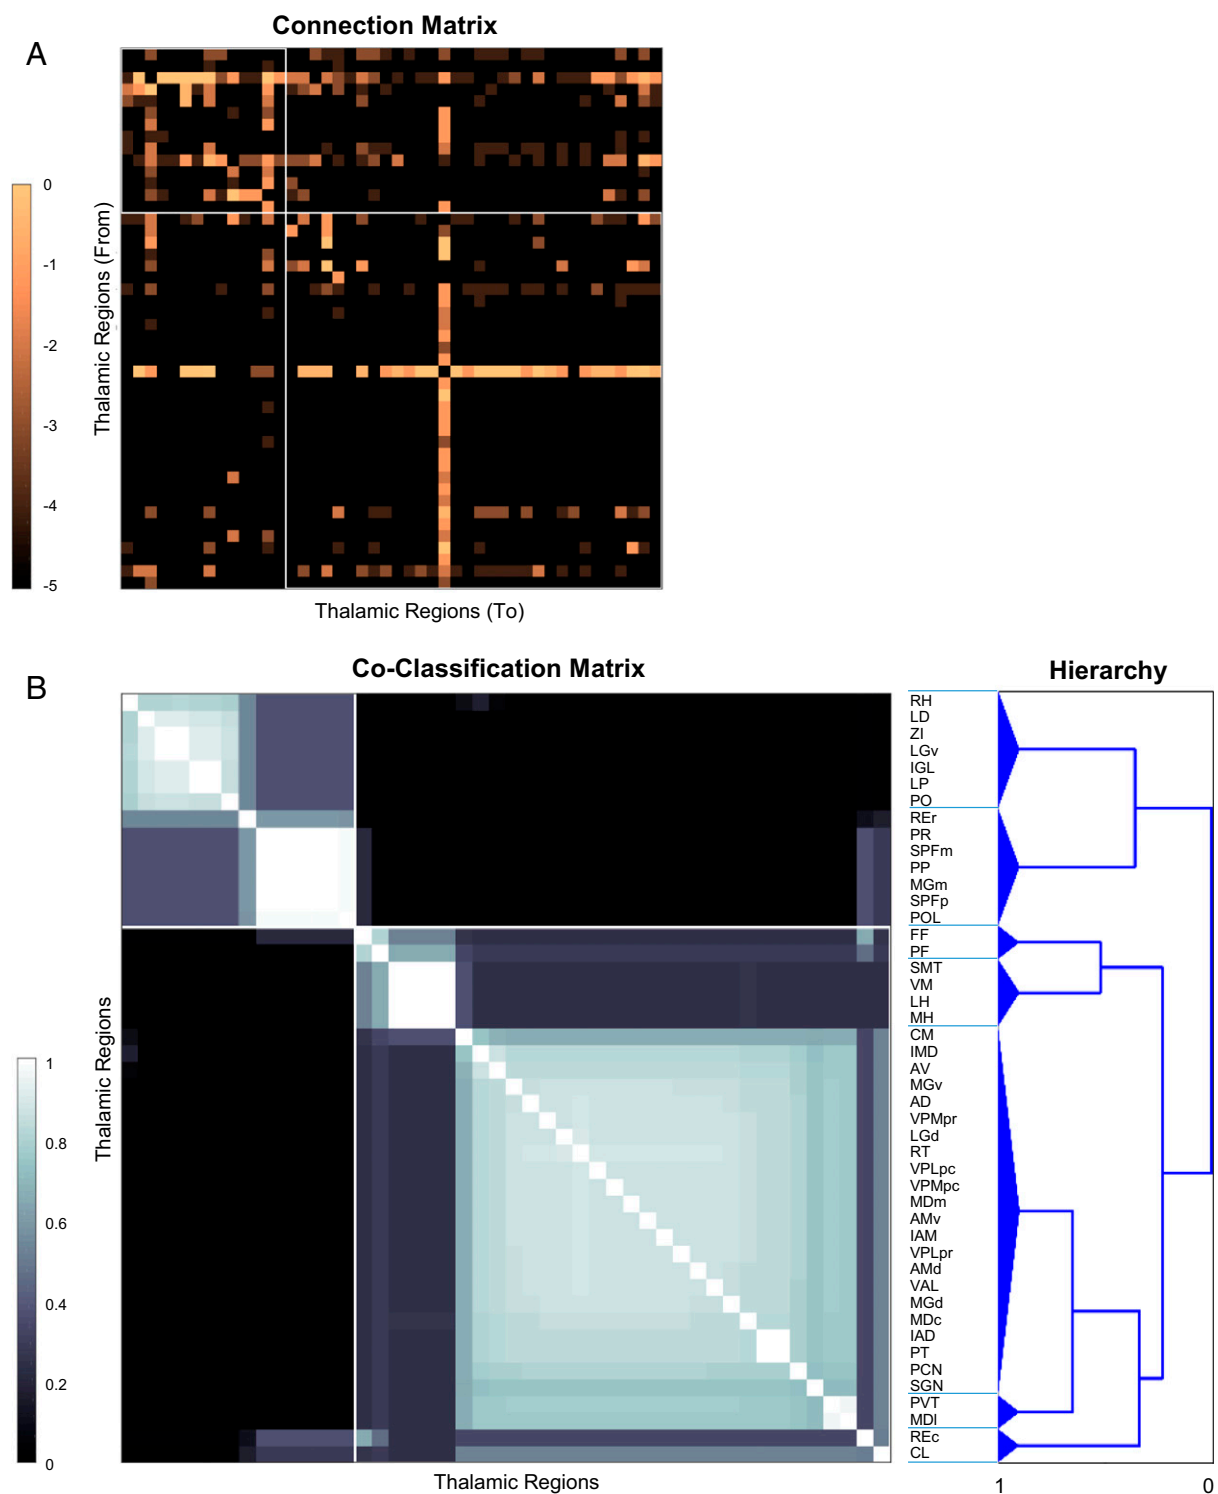 Connection Matrix
A
0
-1
-2
-3
-4
-5
Thalamic Regions (From)
Thalamic Regions (To)
B
Co-Classification Matrix
Hierarchy
RH
LD
ZI
LGv
IGL
LP
PO
REr
PR
SPFm
PP
MGm
SPFp
POL
FF
PF
SMT
VM
LH
MH
CM
IMD
AV
MGv
AD
VPMpr
LGd
RT
VPLpc
VPMpc
MDm
AMv
IAM
VPLpr
AMd
VAL
MGd
MDc
IAD
PT
PCN
SGN
PVT
MDl
REc
CL
1
0.8
0.6
0.4
0.2
0
Thalamic Regions
Thalamic Regions
1 0